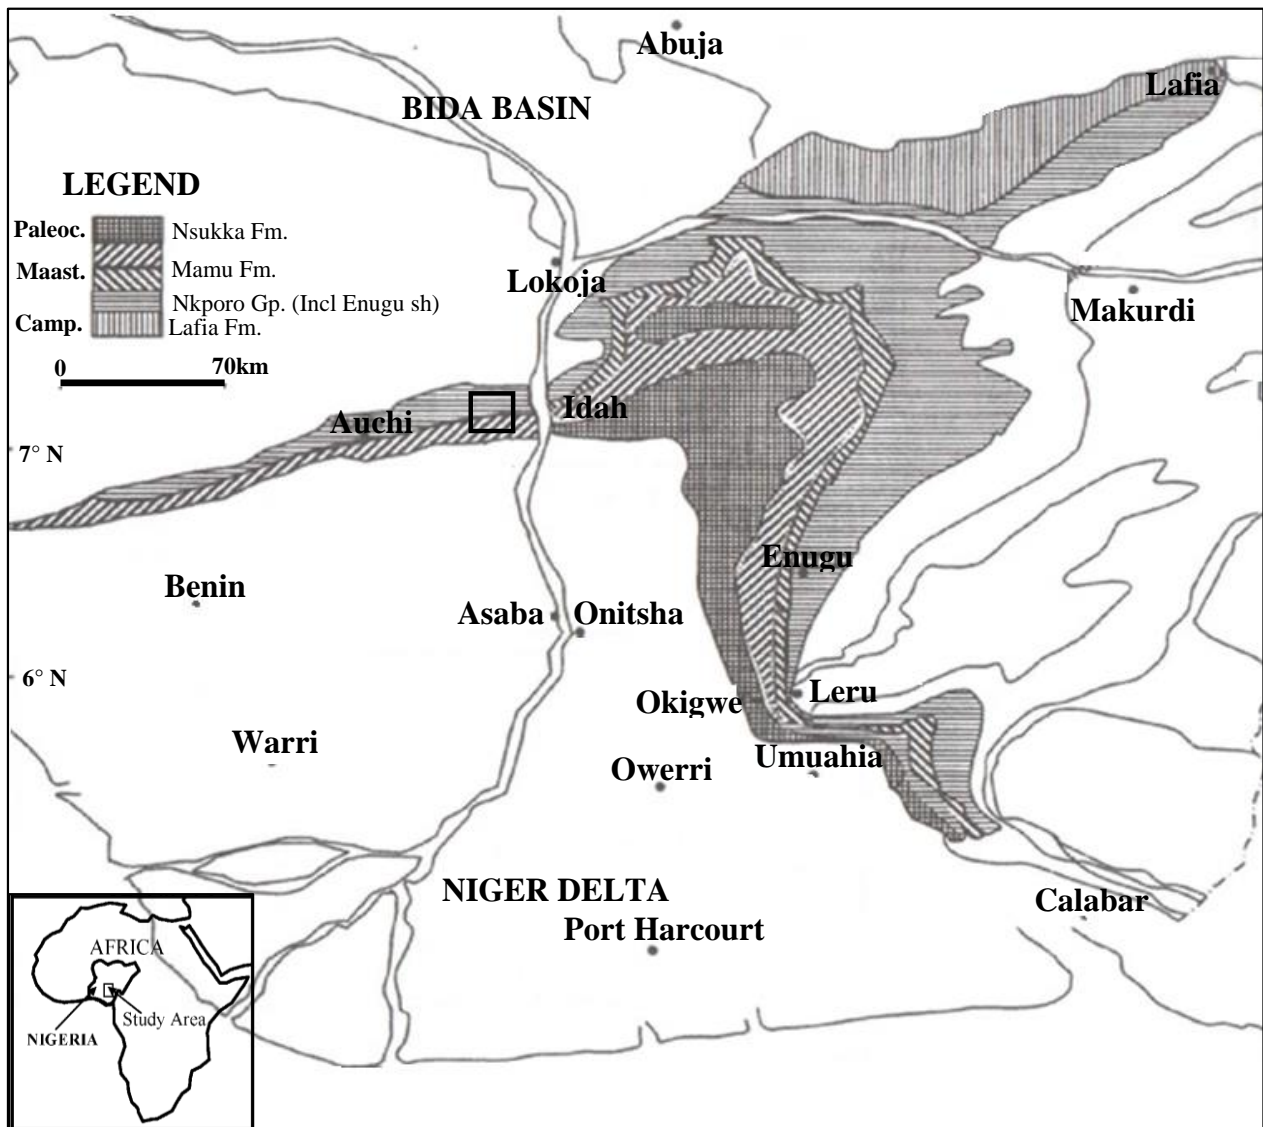 Abuja
Lafia
BIDA BASIN
LEGEND
Paleoc.
Nsukka Fm.
Maast.
Mamu Fm.
Nkporo Gp. (Incl Enugu sh)
Camp.
Lafia Fm.
0
70km
Lokoja
Makurdi
Auchi
Idah
7° N
Enugu
Benin
Asaba
Onitsha
6° N
Leru
Okigwe
Warri
Umuahia
Owerri
NIGER DELTA
Calabar
Port Harcourt
AFRICA
Study Area
NIGERIA